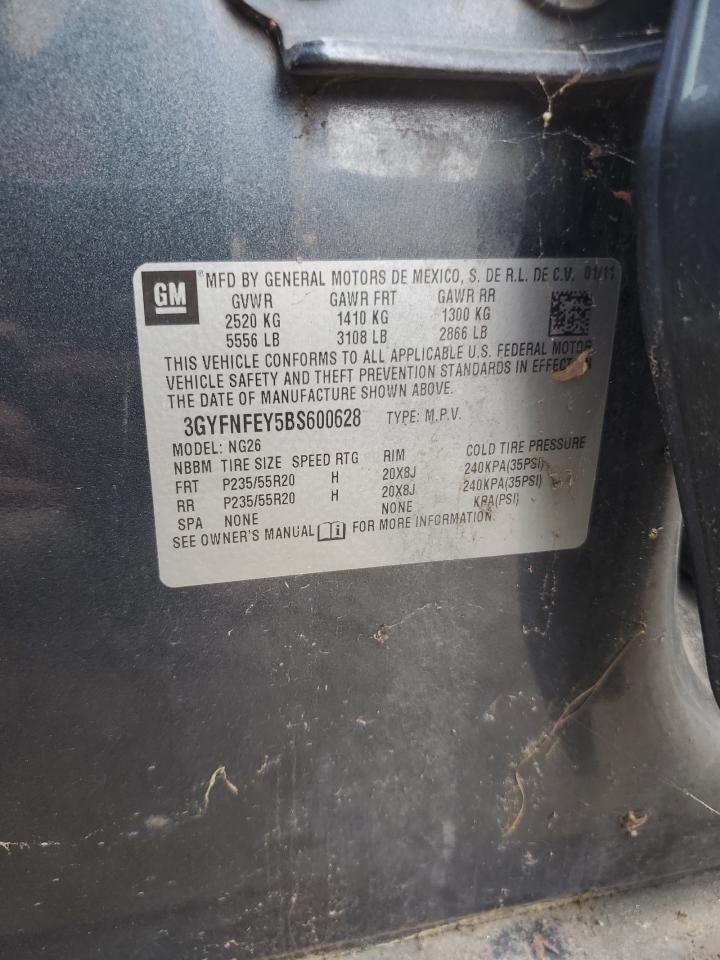 GM ® MFD BY GENERAL MOTORS DE MEXICO, S. DE R.L. DE C.V. 01/11
GVWR GAWR FRT GAWR RR
2520 KG 1410 KG 1300 KG
5556 LB 3108 LB 2866 LB
THIS VEHICLE CONFORMS TO ALL APPLICABLE U.S. FEDERAL MOTOR
VEHICLE SAFETY AND THEFT PREVENTION STANDARDS IN EFFECT ON
THE DATE OF MANUFACTURE SHOWN ABOVE.
3GYFNFEY5BS600628 TYPE: M.P.V.
MODEL: NG26
NBBM TIRE SIZE SPEED RTG RIM COLD TIRE PRESSURE
FRT P235/55R20 H 20X8J 240KPA(35PSI)
RR P235/55R20 H 20X8J 240KPA(35PSI)
SPA NONE NONE KPA(PSI)
SEE OWNER'S MANUAL i FOR MORE INFORMATION.